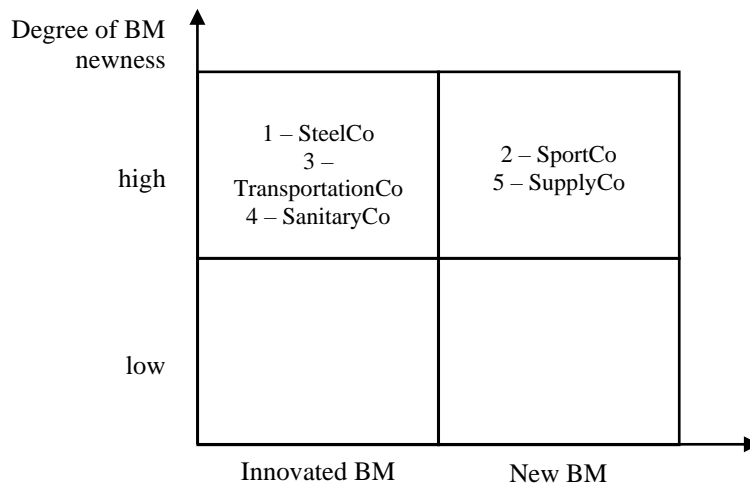 Degree of BM
newness
1 – SteelCo
3 –
TransportationCo
4 – SanitaryCo
2 – SportCo
5 – SupplyCo
high
low
Innovated BM
New BM